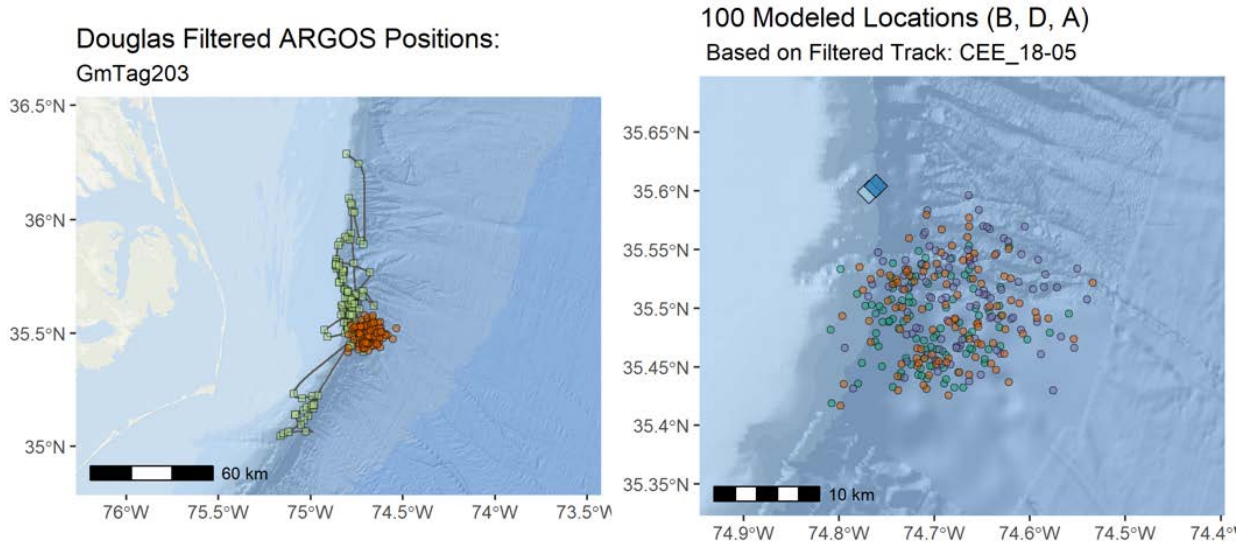 Douglas Filtered ARGOS Positions:
GmTag203
36.5°N
36°N
35.5°N
35°N
60 km
76°W
75.5°W
75°W
74.5°W
74°W
73.5°W
100 Modeled Locations (B, D, A)
Based on Filtered Track: CEE_18-05
35.65°N
35.6°N
35.55°N
35.5°N
35.45°N
35.4°N
35.35°N
10 km
74.9°W
74.8°W
74.7°W
74.6°W
74.5°W
74.4°W